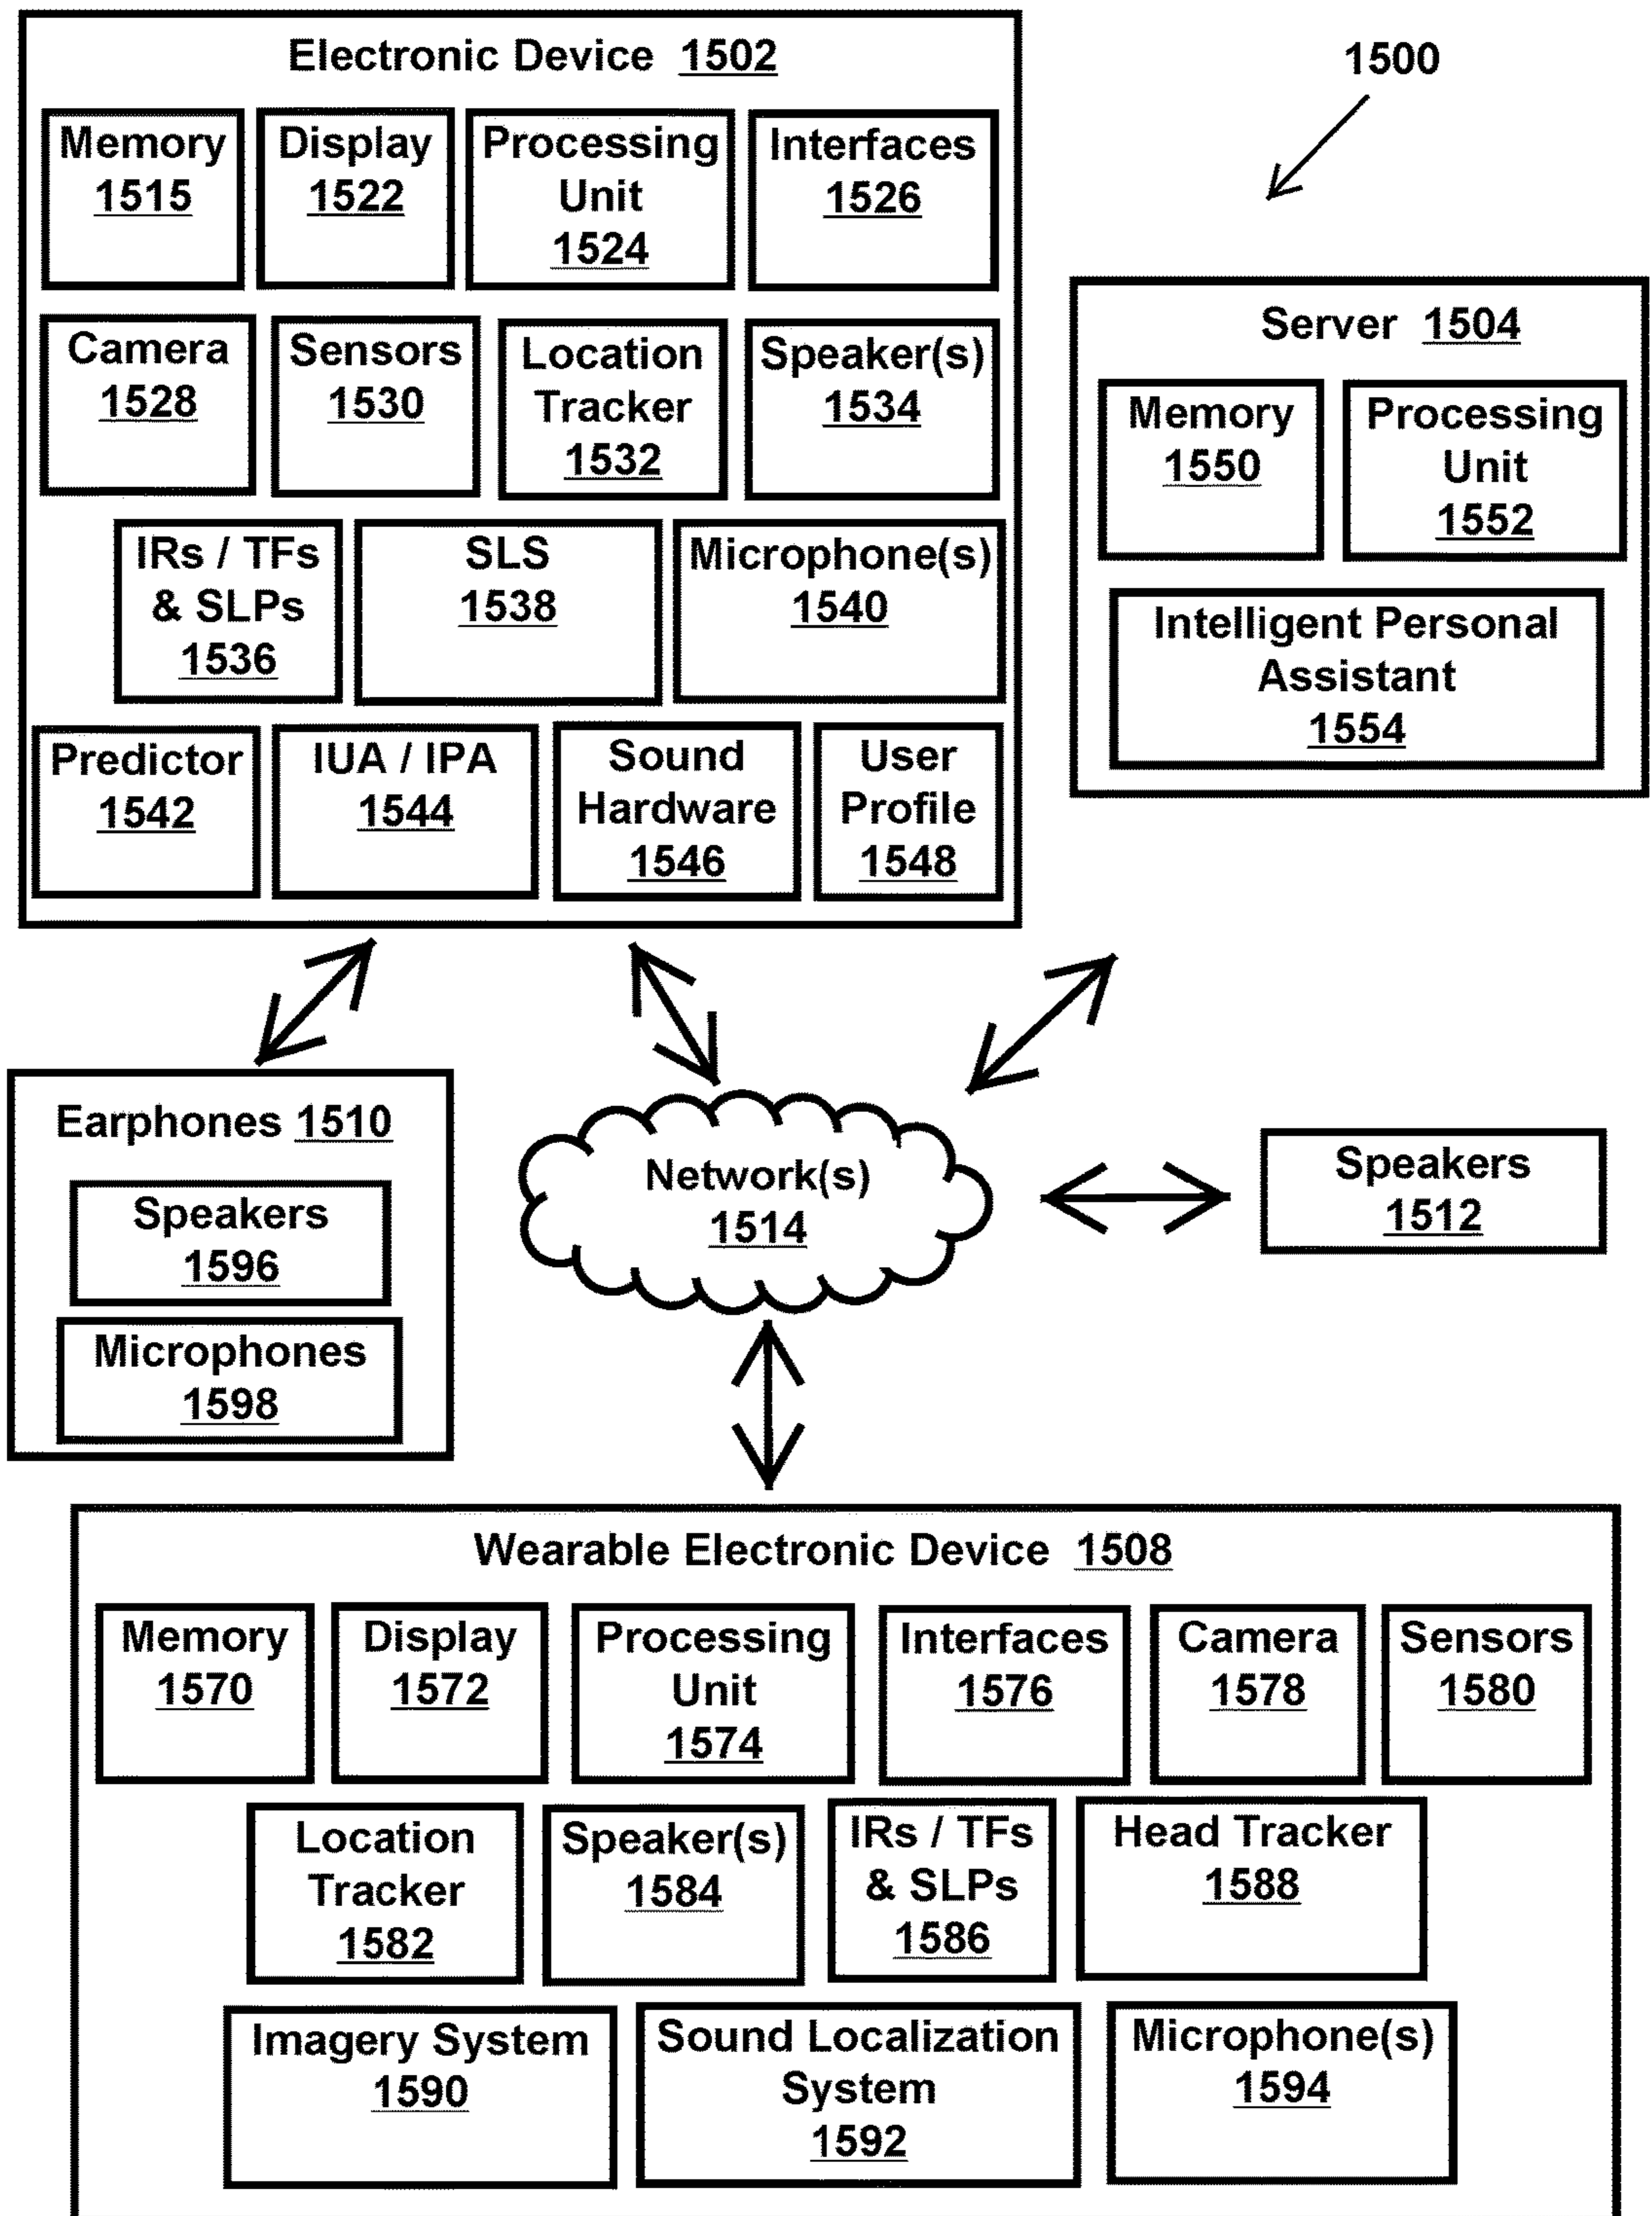 Electronic Device 1502
1500
Memory
1515
Display
1522
Processing
Unit
1524
Interfaces
1526
Camera
1528
Sensors
1530
Location
Tracker
1532
Speaker(s)
1534
IRs / TFs
& SLPs
1536
SLS
1538
Microphone(s)
1540
Predictor
1542
IUA / IPA
1544
Sound
Hardware
1546
User
Profile
1548
Server 1504
Memory
1550
Processing
Unit
1552
Intelligent Personal
Assistant
1554
Earphones 1510
Speakers
1596
Microphones
1598
Network(s)
1514
Speakers
1512
Wearable Electronic Device 1508
Memory
1570
Display
1572
Processing
Unit
1574
Interfaces
1576
Camera
1578
Sensors
1580
Location
Tracker
1582
Speaker(s)
1584
IRs / TFs
& SLPs
1586
Head Tracker
1588
Imagery System
1590
Sound Localization
System
1592
Microphone(s)
1594